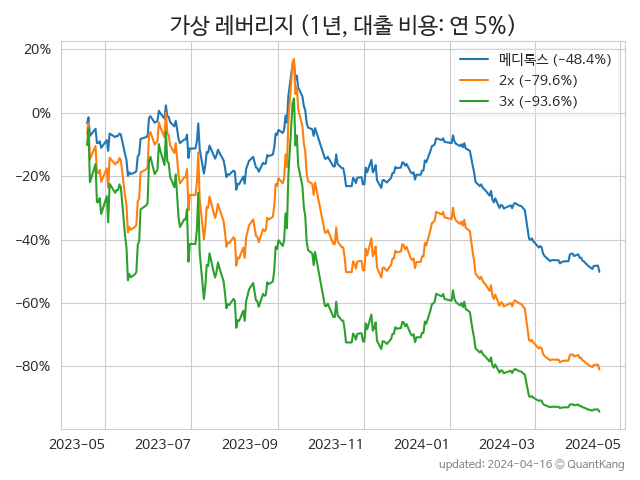 가상 레버리지 (1년, 대출 비용: 연 5%)
메디톡스 (−48.4%)
2x (−79.6%)
3x (−93.6%)
20%
0%
−20%
−40%
−60%
−80%
2023-05 2023-07 2023-09 2023-11 2024-01 2024-03 2024-05
updated: 2024-04-16 © QuantKang